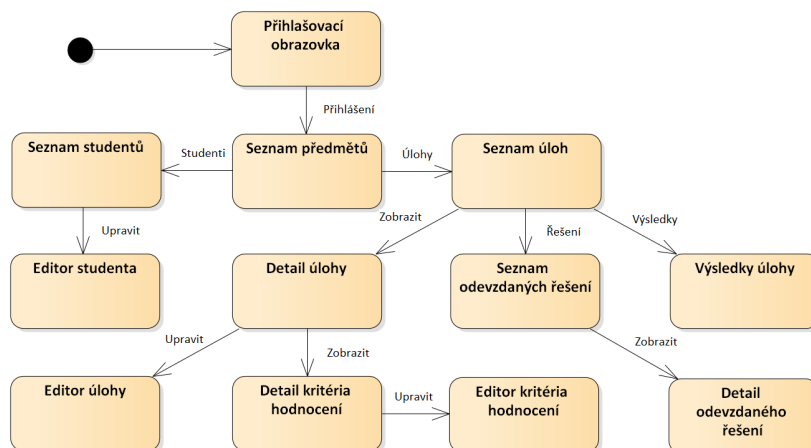 Přihlašovací
obrazovka
Přihlášení
Seznam studentů
Studenti
Seznam předmětů
Úlohy
Seznam úloh
Upravit
Zobrazit
Řešení
Výsledky
Editor studenta
Detail úlohy
Seznam
odevzdaných řešení
Výsledky úlohy
Upravit
Zobrazit
Zobrazit
Editor úlohy
Detail kritéria
hodnocení
Upravit
Editor kritéria
hodnocení
Detail
odevzdaného
řešení